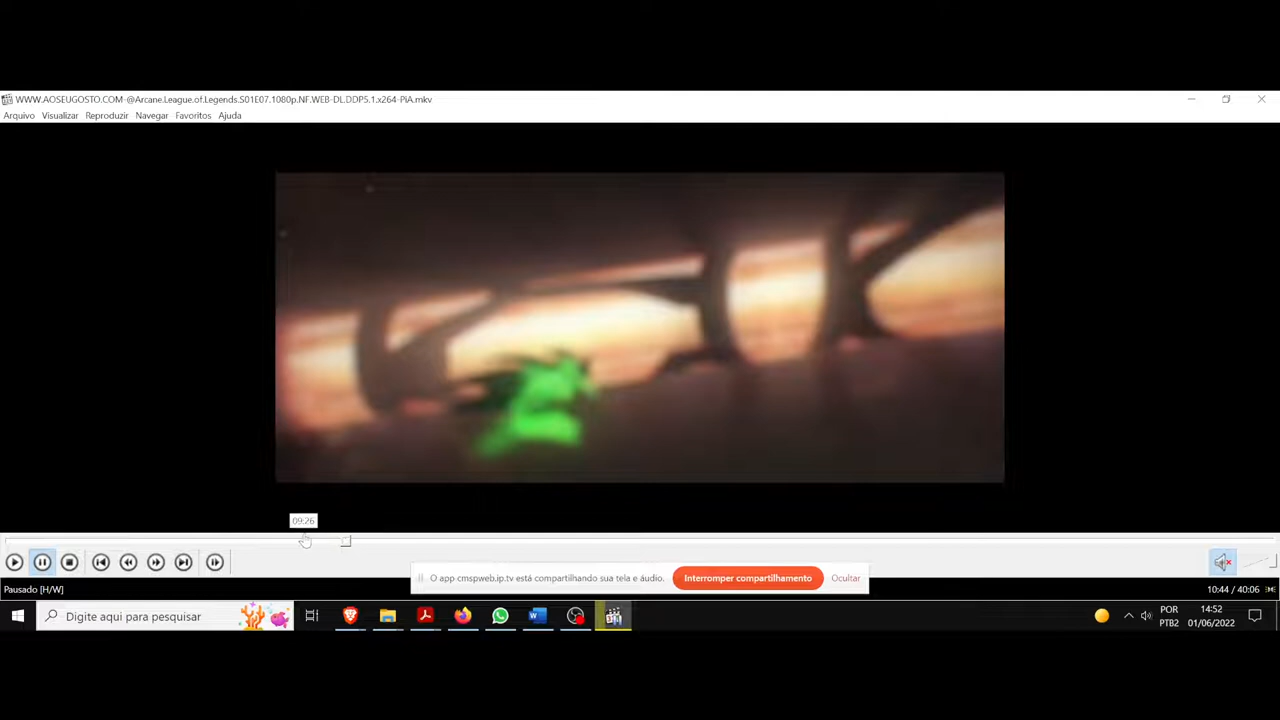 WWW.AOSEUGOSTO.COM-@Arcane.League.of.Legends.S01E07.1080p.NF.WEB-DL.DDP5.1.x264-PiA.mkv
Arquivo Visualizar Reproduzir Navegar Favoritos Ajuda
09:26
O app cmspweb.ip.tv está compartilhando sua tela e áudio. Interromper compartilhamento Ocultar
Pausado [H/W] 10:44 / 40:06
Digite aqui para pesquisar
POR 14:52
PTB2 01/06/2022